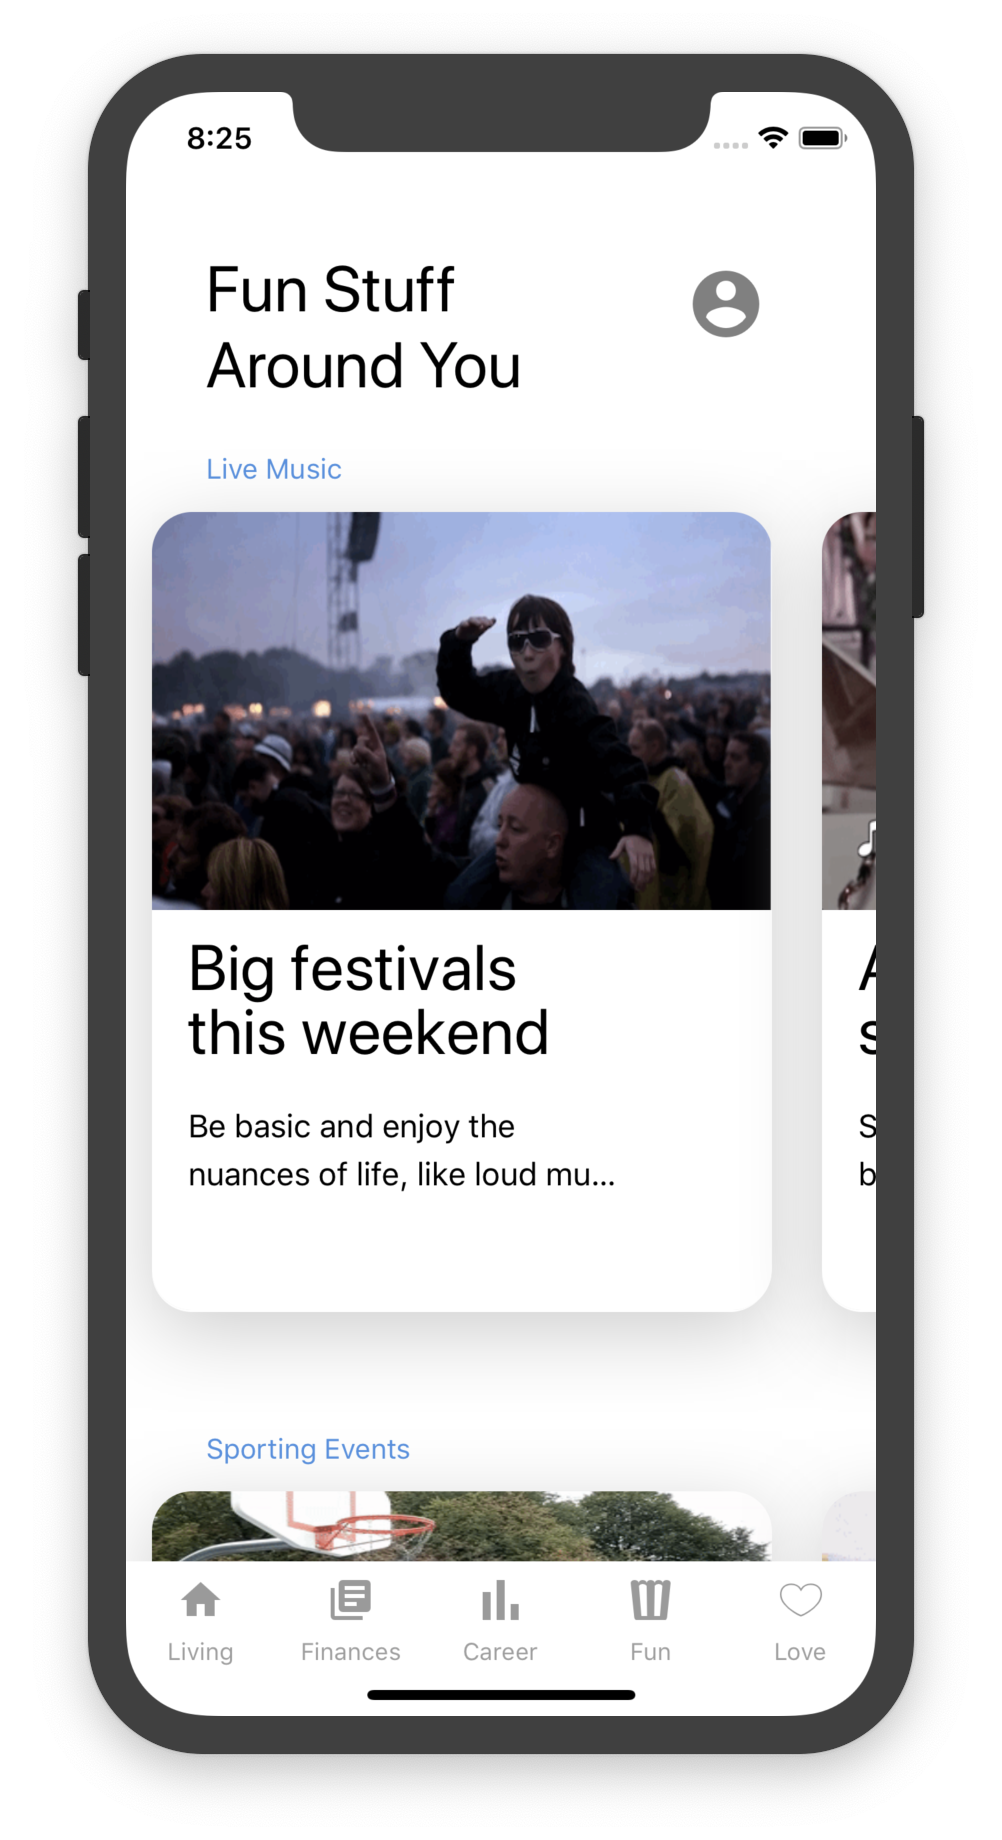 8:25
Fun Stuff
Around You
Live Music
Big festivals
this weekend
Be basic and enjoy the
nuances of life, like loud mu...
Sporting Events
Living
Finances
Career
Fun
Love